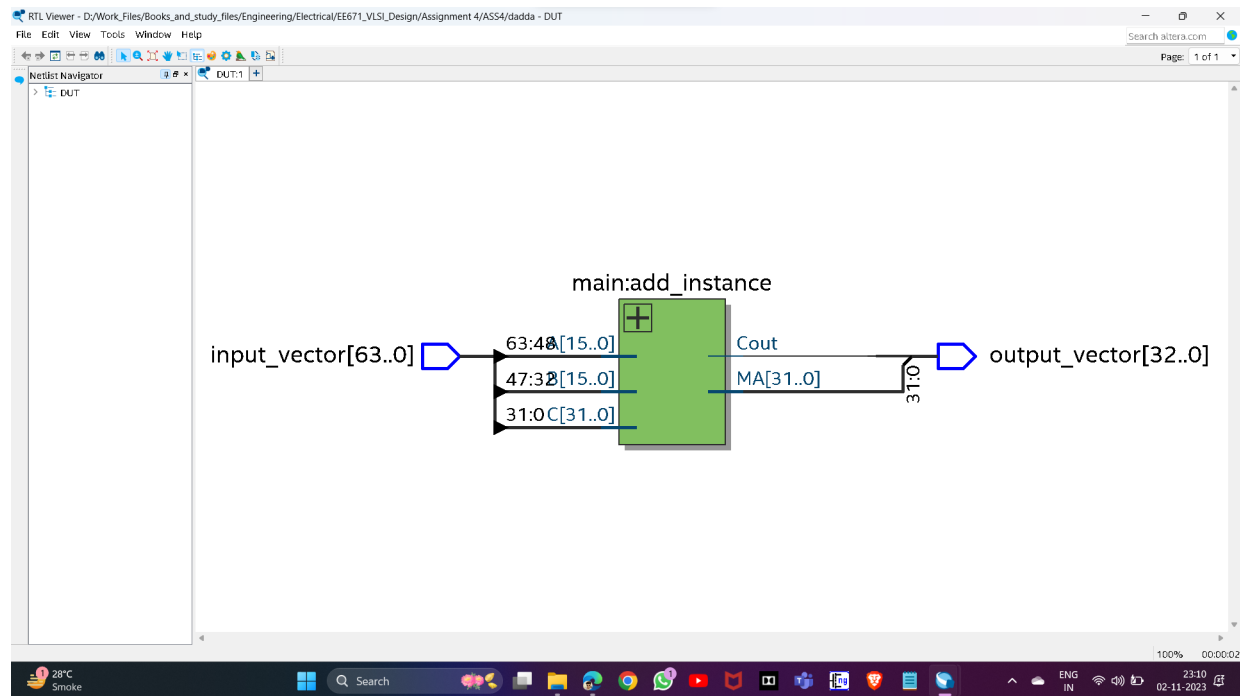 RTL Viewer - D:/Work_Files/Books_and_study_files/Engineering/Electrical/EE671_VLSI_Design/Assignment 4/ASS4/dadda - DUT
File Edit View Tools Window Help
Search altera.com
Page: 1 of 1
Netlist Navigator
DUT:1
DUT
main:add_instance
input_vector[63..0]
63:48 A[15..0]
47:32 B[15..0]
31:0 C[31..0]
Cout
MA[31..0]
31:0
output_vector[32..0]
100% 00:00:02
1
28°C
Smoke
Search
1
ENG
IN
23:10
02-11-2023